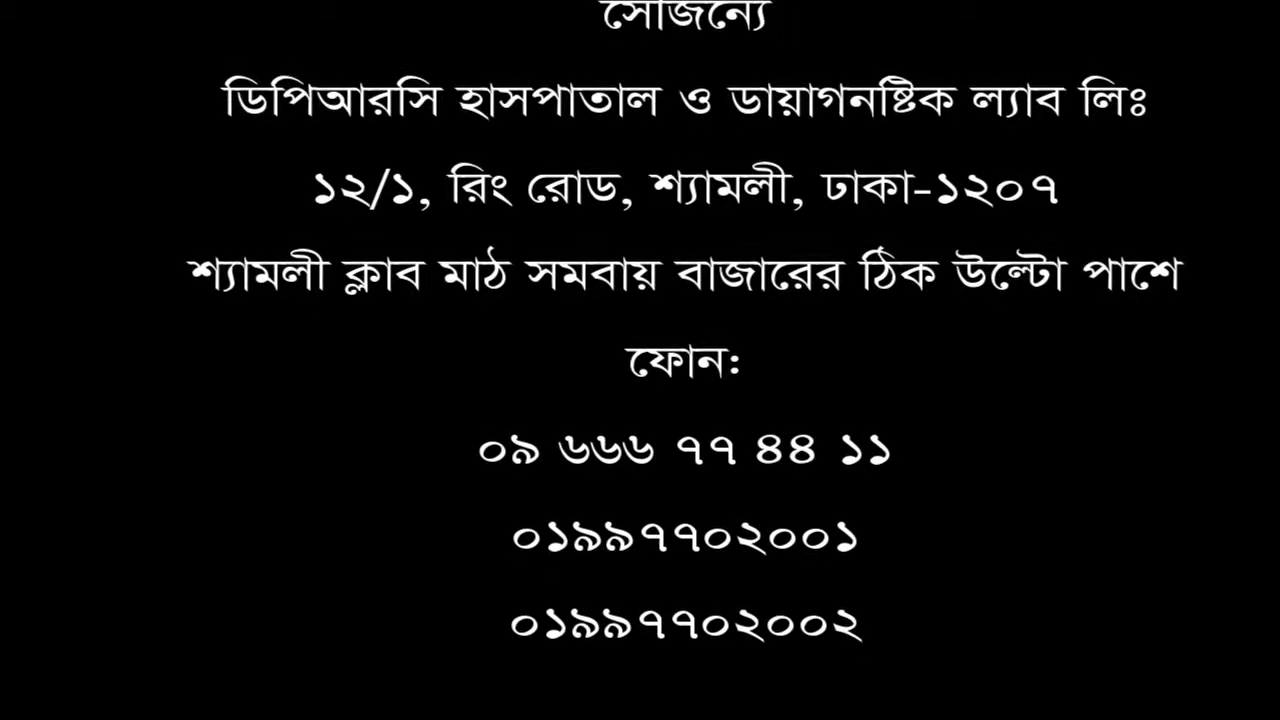 সৌজন্যে
ডিপিআরসি হাসপাতাল ও ডায়াগনষ্টিক ল্যাব লিঃ
১২/১, রিং রোড, শ্যামলী, ঢাকা-১২০৭
শ্যামলী ক্লাব মাঠ সমবায় বাজারের ঠিক উল্টো পাশে
ফোন:
০৯ ৬৬৬ ৭৭ ৪৪ ১১
০১৯৯৭৭০২০০১
০১৯৯৭৭০২০০২